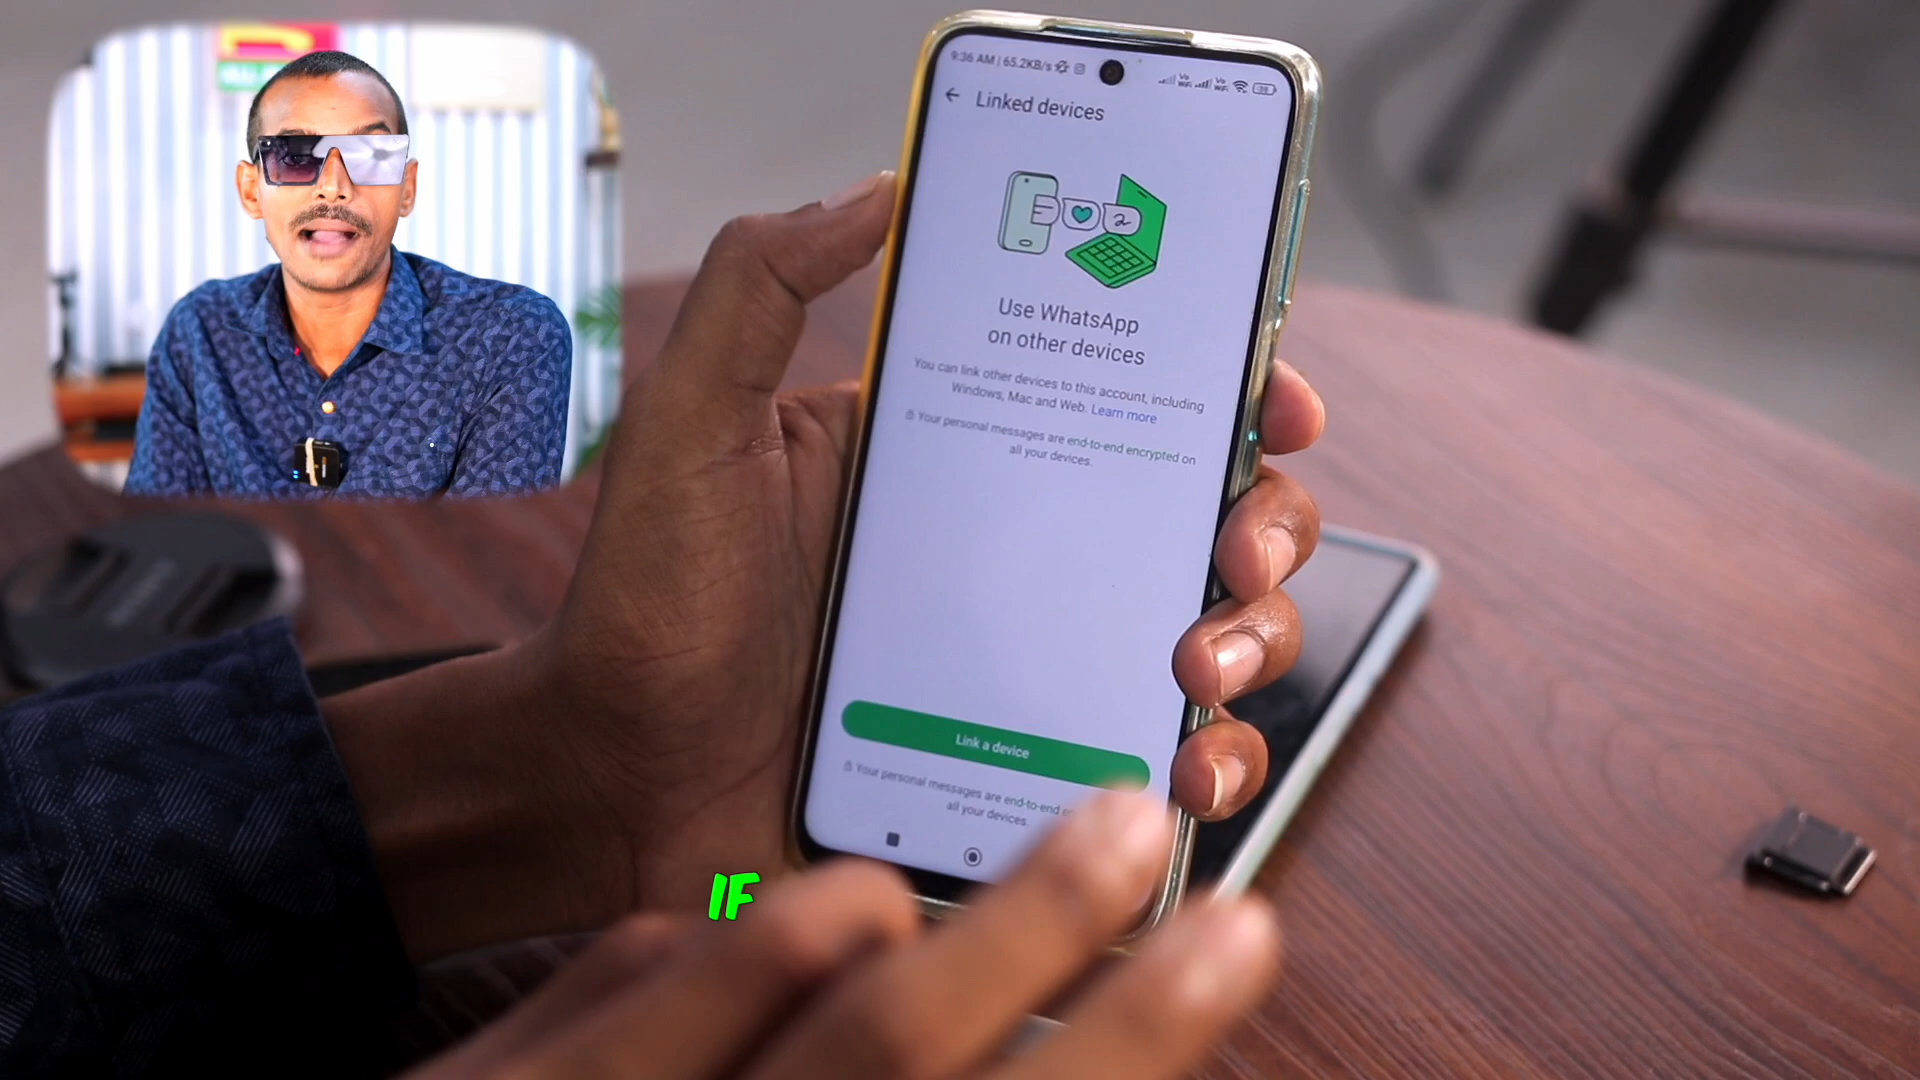 9:36 AM | 65.2KB/s
Linked devices
Use WhatsApp
on other devices
You can link other devices to this account, including
Windows, Mac and Web. Learn more
Your personal messages are end-to-end encrypted on
all your devices.
Link a device
Your personal messages are end-to-end
all your devices.
IF